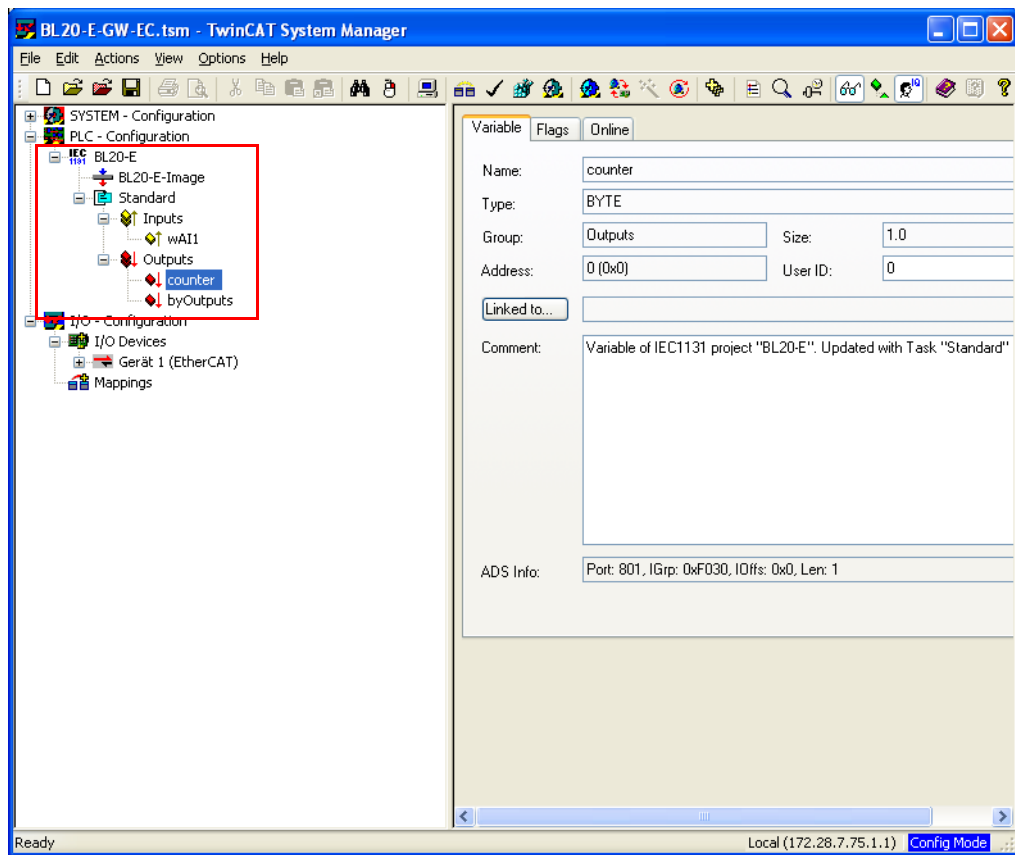 BL20-E-GW-EC.tsm - TwinCAT System Manager
File Edit Actions View Options Help
SYSTEM - Configuration
PLC - Configuration
IEC 1131 BL20-E
BL20-E-Image
Standard
Inputs
wAI1
Outputs
counter
byOutputs
I/O - Configuration
I/O Devices
Gerät 1 (EtherCAT)
Mappings
Variable Flags Online
Name: counter
Type: BYTE
Group: Outputs Size: 1.0
Address: 0 (0x0) User ID: 0
Linked to...
Comment: Variable of IEC1131 project "BL20-E". Updated with Task "Standard"
ADS Info: Port: 801, IGrp: 0xF030, IOffs: 0x0, Len: 1
Ready Local (172.28.7.75.1.1) Config Mode